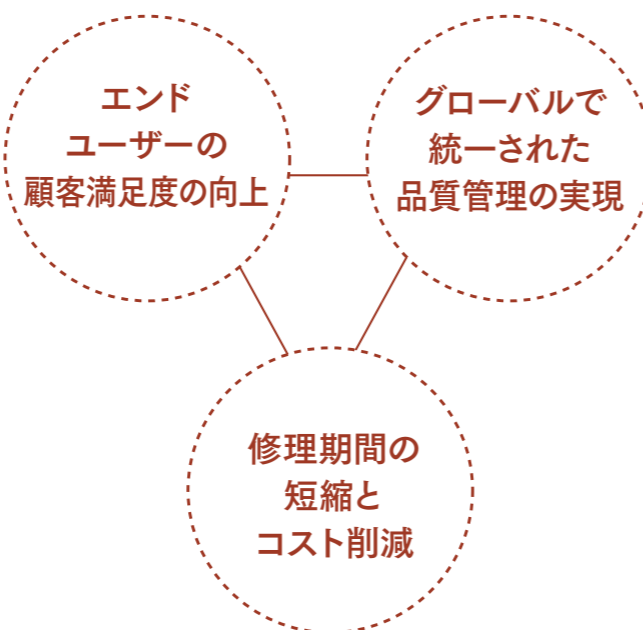 エンド
ユーザーの
顧客満足度の向上
グローバルで
統一された
品質管理の実現
修理期間の
短縮と
コスト削減